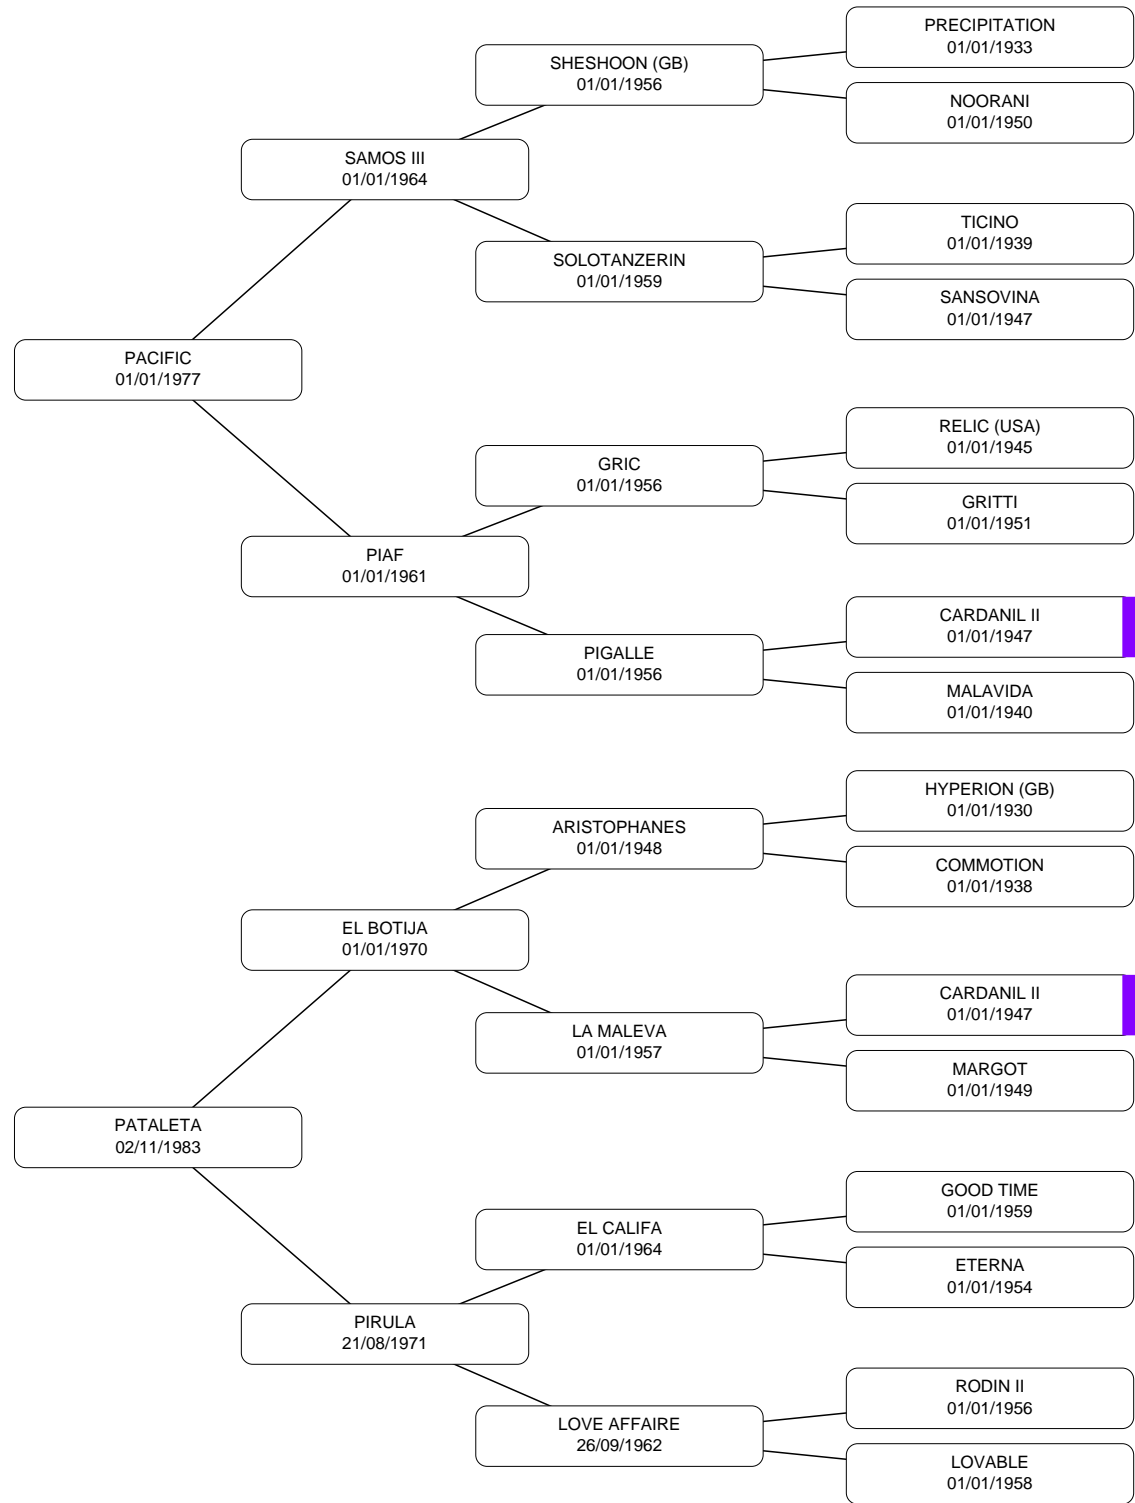 PRECIPITATION
01/01/1933
SHESHOON (GB)
01/01/1956
NOORANI
01/01/1950
SAMOS III
01/01/1964
TICINO
01/01/1939
SOLOTANZERIN
01/01/1959
SANSOVINA
01/01/1947
PACIFIC
01/01/1977
RELIC (USA)
01/01/1945
GRIC
01/01/1956
GRITTI
01/01/1951
PIAF
01/01/1961
CARDANIL II
01/01/1947
PIGALLE
01/01/1956
MALAVIDA
01/01/1940
HYPERION (GB)
01/01/1930
ARISTOPHANES
01/01/1948
COMMOTION
01/01/1938
EL BOTIJA
01/01/1970
CARDANIL II
01/01/1947
LA MALEVA
01/01/1957
MARGOT
01/01/1949
PATALETA
02/11/1983
GOOD TIME
01/01/1959
EL CALIFA
01/01/1964
ETERNA
01/01/1954
PIRULA
21/08/1971
RODIN II
01/01/1956
LOVE AFFAIRE
26/09/1962
LOVABLE
01/01/1958